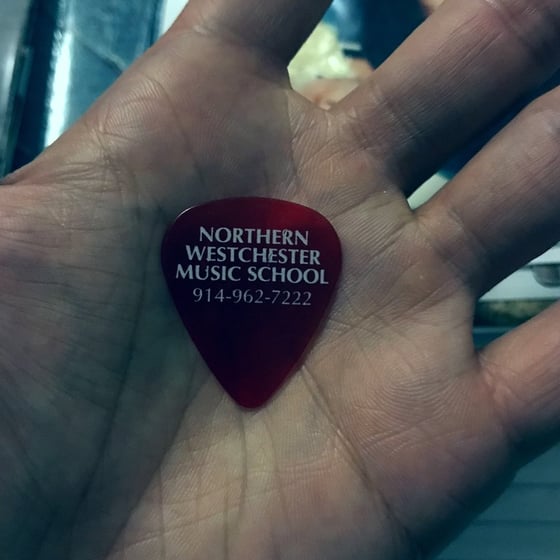 NORTHERN
WESTCHESTER
MUSIC SCHOOL
914-962-7222